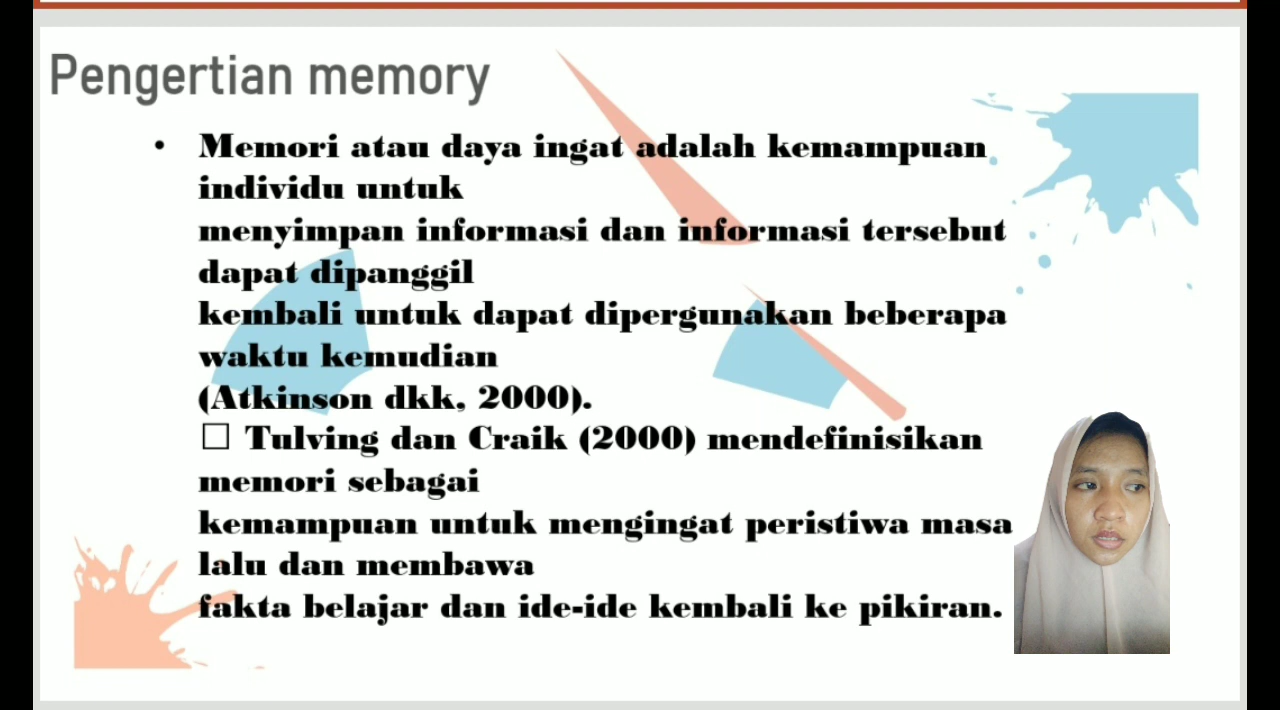 Pengertian memory
• Memori atau daya ingat adalah kemampuan
individu untuk
menyimpan informasi dan informasi tersebut
dapat dipanggil
kembali untuk dapat dipergunakan beberapa
waktu kemudian
(Atkinson dkk, 2000).
□ Tulving dan Craik (2000) mendefinisikan
memori sebagai
kemampuan untuk mengingat peristiwa masa
lalu dan membawa
fakta belajar dan ide-ide kembali ke pikiran.